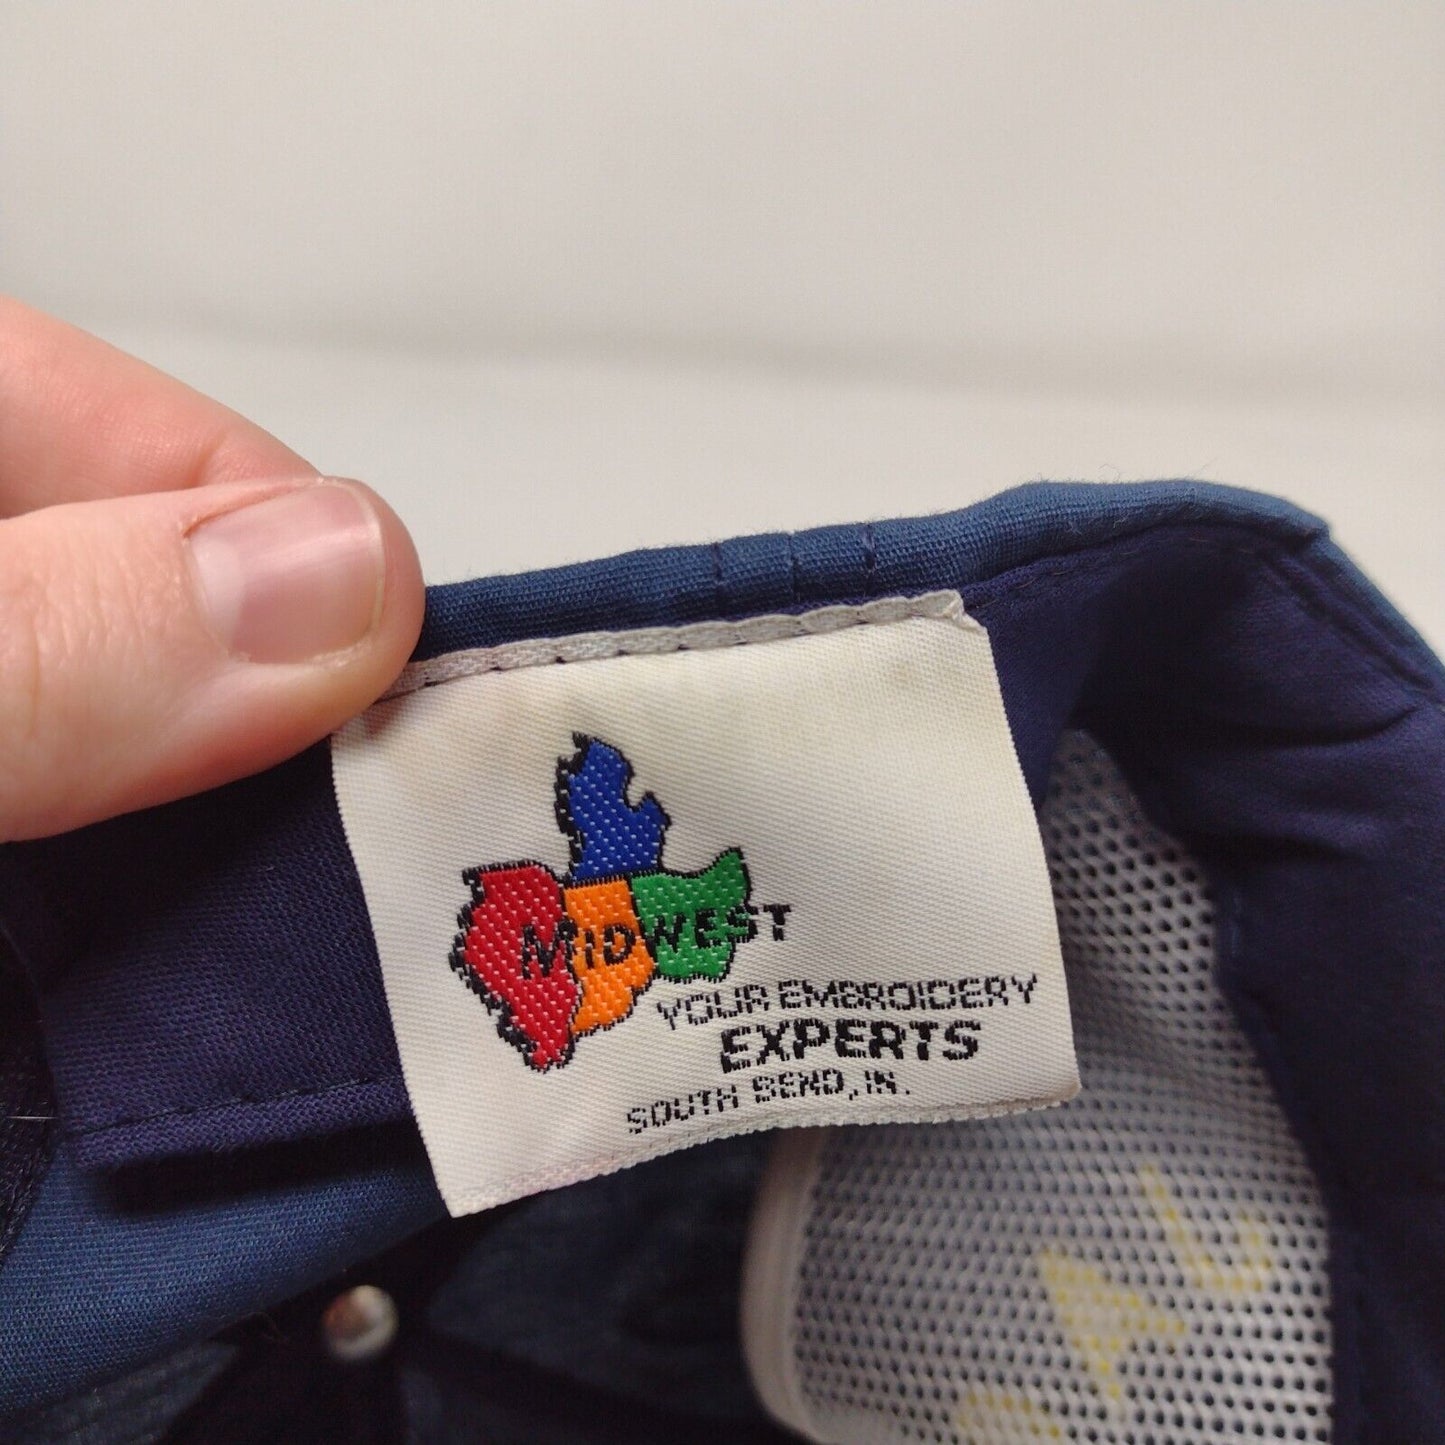 MIDWEST
YOUR EMBROIDERY
EXPERTS
SOUTH BEND, IN.